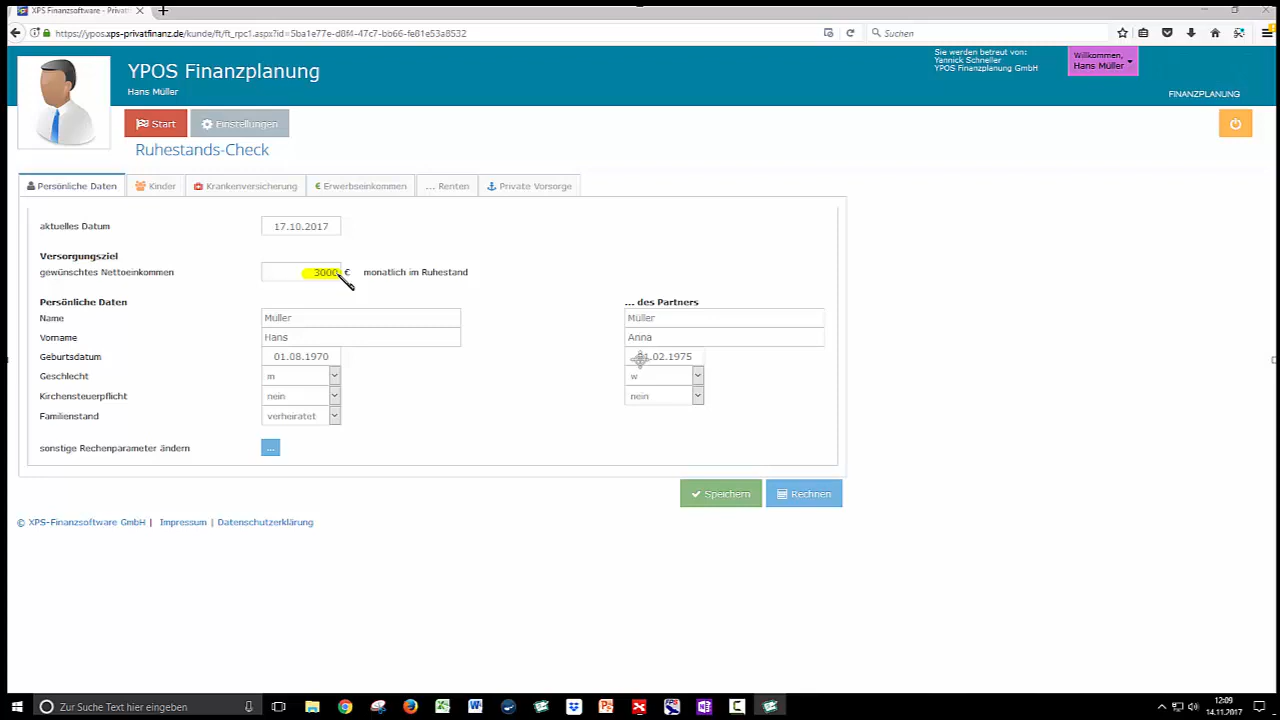 XPS Finanzsoftware - Privatf
https://ypos.xps-privatfinanz.de/kunde/ft/ft_rpc1.aspx?id=5ba1e77e-d8f4-47c7-bb66-fe81e53a8532
Suchen
YPOS Finanzplanung
Hans Müller
Sie werden betreut von:
Yannick Schneller
YPOS Finanzplanung GmbH
Willkommen,
Hans Müller
FINANZPLANUNG
Start
Einstellungen
Ruhestands-Check
Persönliche Daten
Kinder
Krankenversicherung
€ Erwerbseinkommen
... Renten
Private Vorsorge
aktuelles Datum 17.10.2017
Versorgungsziel
gewünschtes Nettoeinkommen 3000 € monatlich im Ruhestand
Persönliche Daten ... des Partners
Name Müller Müller
Vorname Hans Anna
Geburtsdatum 01.08.1970 01.02.1975
Geschlecht m w
Kirchensteuerpflicht nein nein
Familienstand verheiratet
sonstige Rechenparameter ändern ...
Speichern
Rechnen
© XPS-Finanzsoftware GmbH | Impressum | Datenschutzerklärung
Zur Suche Text hier eingeben
12:09
14.11.2017